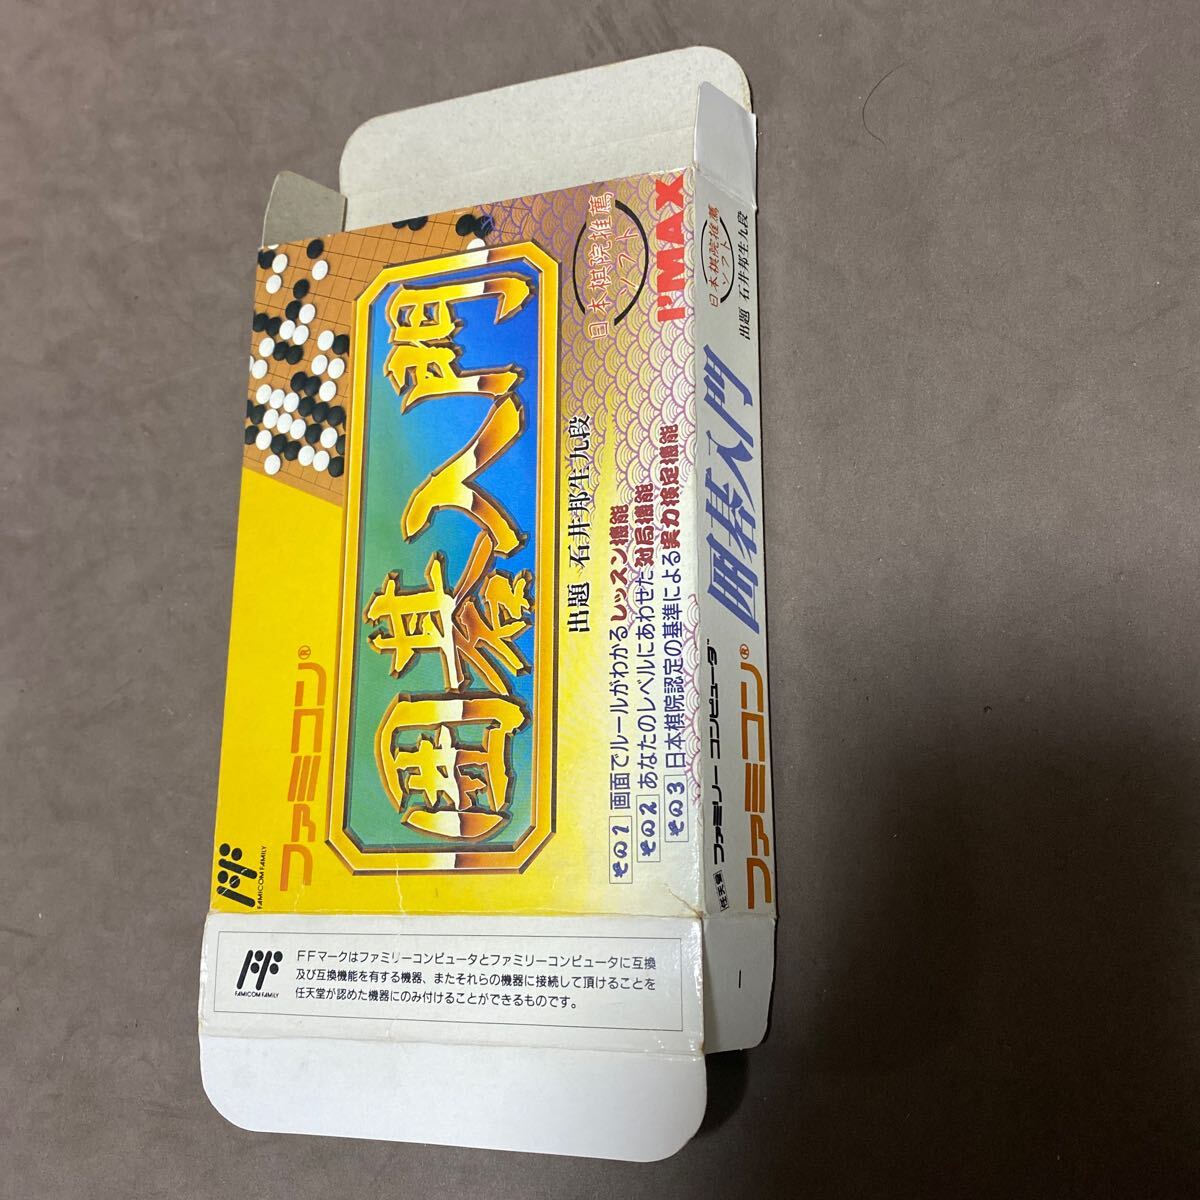 ファミコン®
囲碁入門
日本棋院推薦
ソフト
I'MAX
出題 石井邦生九段
その1 画面でルールがわかるレッスン機能
その2 あなたのレベルにあわせた対局機能
その3 日本棋院認定の基準による実力検定機能
FF
FAMICOM FAMILY
任天堂 ファミリーコンピュータ
ファミコン®
囲碁入門
出題 石井邦生九段
日本棋院推薦
ソフト
FF
FAMICOM FAMILY
FFマークはファミリーコンピュータとファミリーコンピュータに互換
及び互換機能を有する機器、またそれらの機器に接続して頂けることを
任天堂が認めた機器にのみ付けることができるものです。